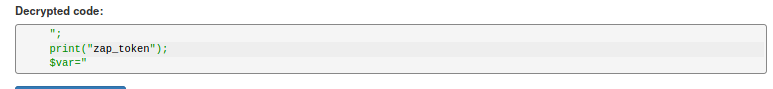 Decrypted code:
";
print("zap_token");
$var="